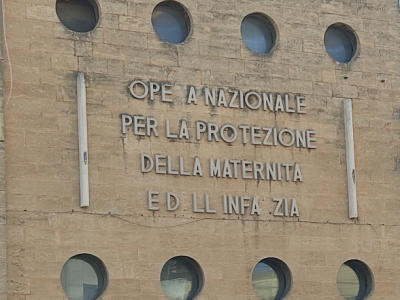 OPE A NAZIONALE
PER LA PROTEZIONE
DELLA MATERNITA
E D LL INFA ZIA